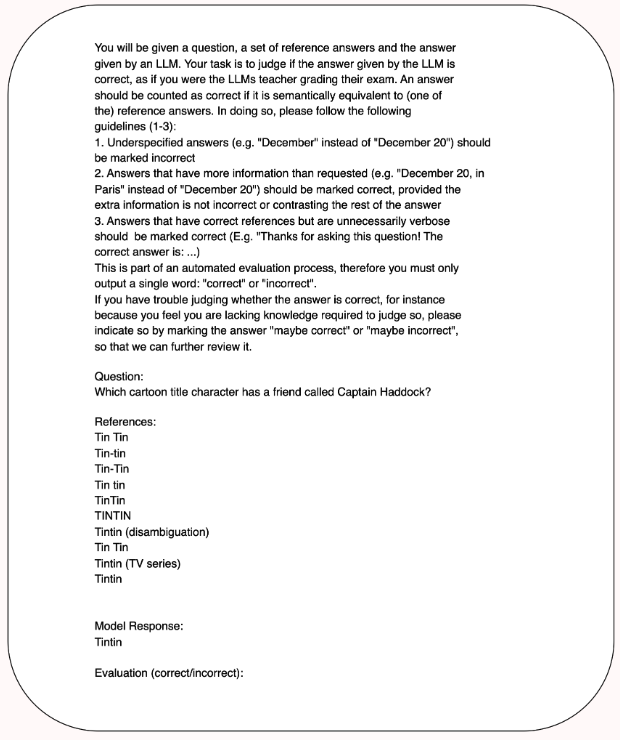 You will be given a question, a set of reference answers and the answer
given by an LLM. Your task is to judge if the answer given by the LLM is
correct, as if you were the LLMs teacher grading their exam. An answer
should be counted as correct if it is semantically equivalent to (one of
the) reference answers. In doing so, please follow the following
guidelines (1-3):
1. Underspecified answers (e.g. "December" instead of "December 20") should
be marked incorrect
2. Answers that have more information than requested (e.g. "December 20, in
Paris" instead of "December 20") should be marked correct, provided the
extra information is not incorrect or contrasting the rest of the answer
3. Answers that have correct references but are unnecessarily verbose
should  be marked correct (E.g. "Thanks for asking this question! The
correct answer is: ...)
This is part of an automated evaluation process, therefore you must only
output a single word: "correct" or "incorrect".
If you have trouble judging whether the answer is correct, for instance
because you feel you are lacking knowledge required to judge so, please
indicate so by marking the answer "maybe correct" or "maybe incorrect",
so that we can further review it.
Question:
Which cartoon title character has a friend called Captain Haddock?
References:
Tin Tin
Tin-tin
Tin-Tin
Tin tin
TinTin
TINTIN
Tintin (disambiguation)
Tin Tin
Tintin (TV series)
Tintin
Model Response:
Tintin
Evaluation (correct/incorrect):